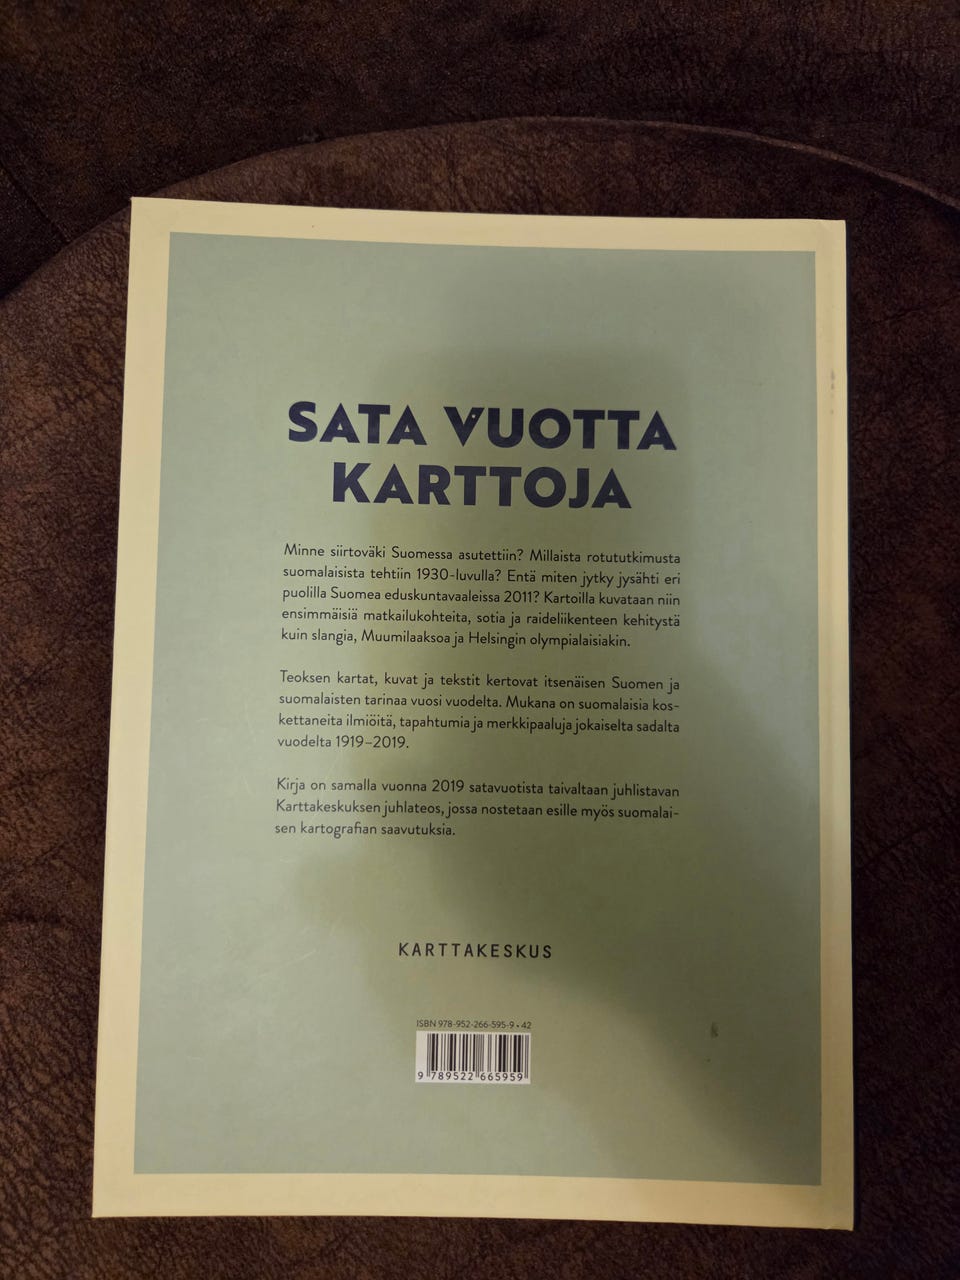 SATA VUOTTA
KARTTOJA
Minne siirtoväki Suomessa asutettiin? Millaista rotututkimusta
suomalaisista tehtiin 1930-luvulla? Entä miten jytky jysähti eri
puolilla Suomea eduskuntavaaleissa 2011? Kartoilla kuvataan niin
ensimmäisiä matkailukohteita, sotia ja raideliikenteen kehitystä
kuin slangia, Muumilaaksoa ja Helsingin olympialaisiakin.
Teoksen kartat, kuvat ja tekstit kertovat itsenäisen Suomen ja
suomalaisten tarinaa vuosi vuodelta. Mukana on suomalaisia kos-
kettaneita ilmiöitä, tapahtumia ja merkkipaaluja jokaiselta sadalta
vuodelta 1919–2019.
Kirja on samalla vuonna 2019 satavuotista taivaltaan juhlistavan
Karttakeskuksen juhlateos, jossa nostetaan esille myös suomalai-
sen kartografian saavutuksia.
KARTTAKESKUS
ISBN 978-952-266-595-9 • 42
9 789522 665959